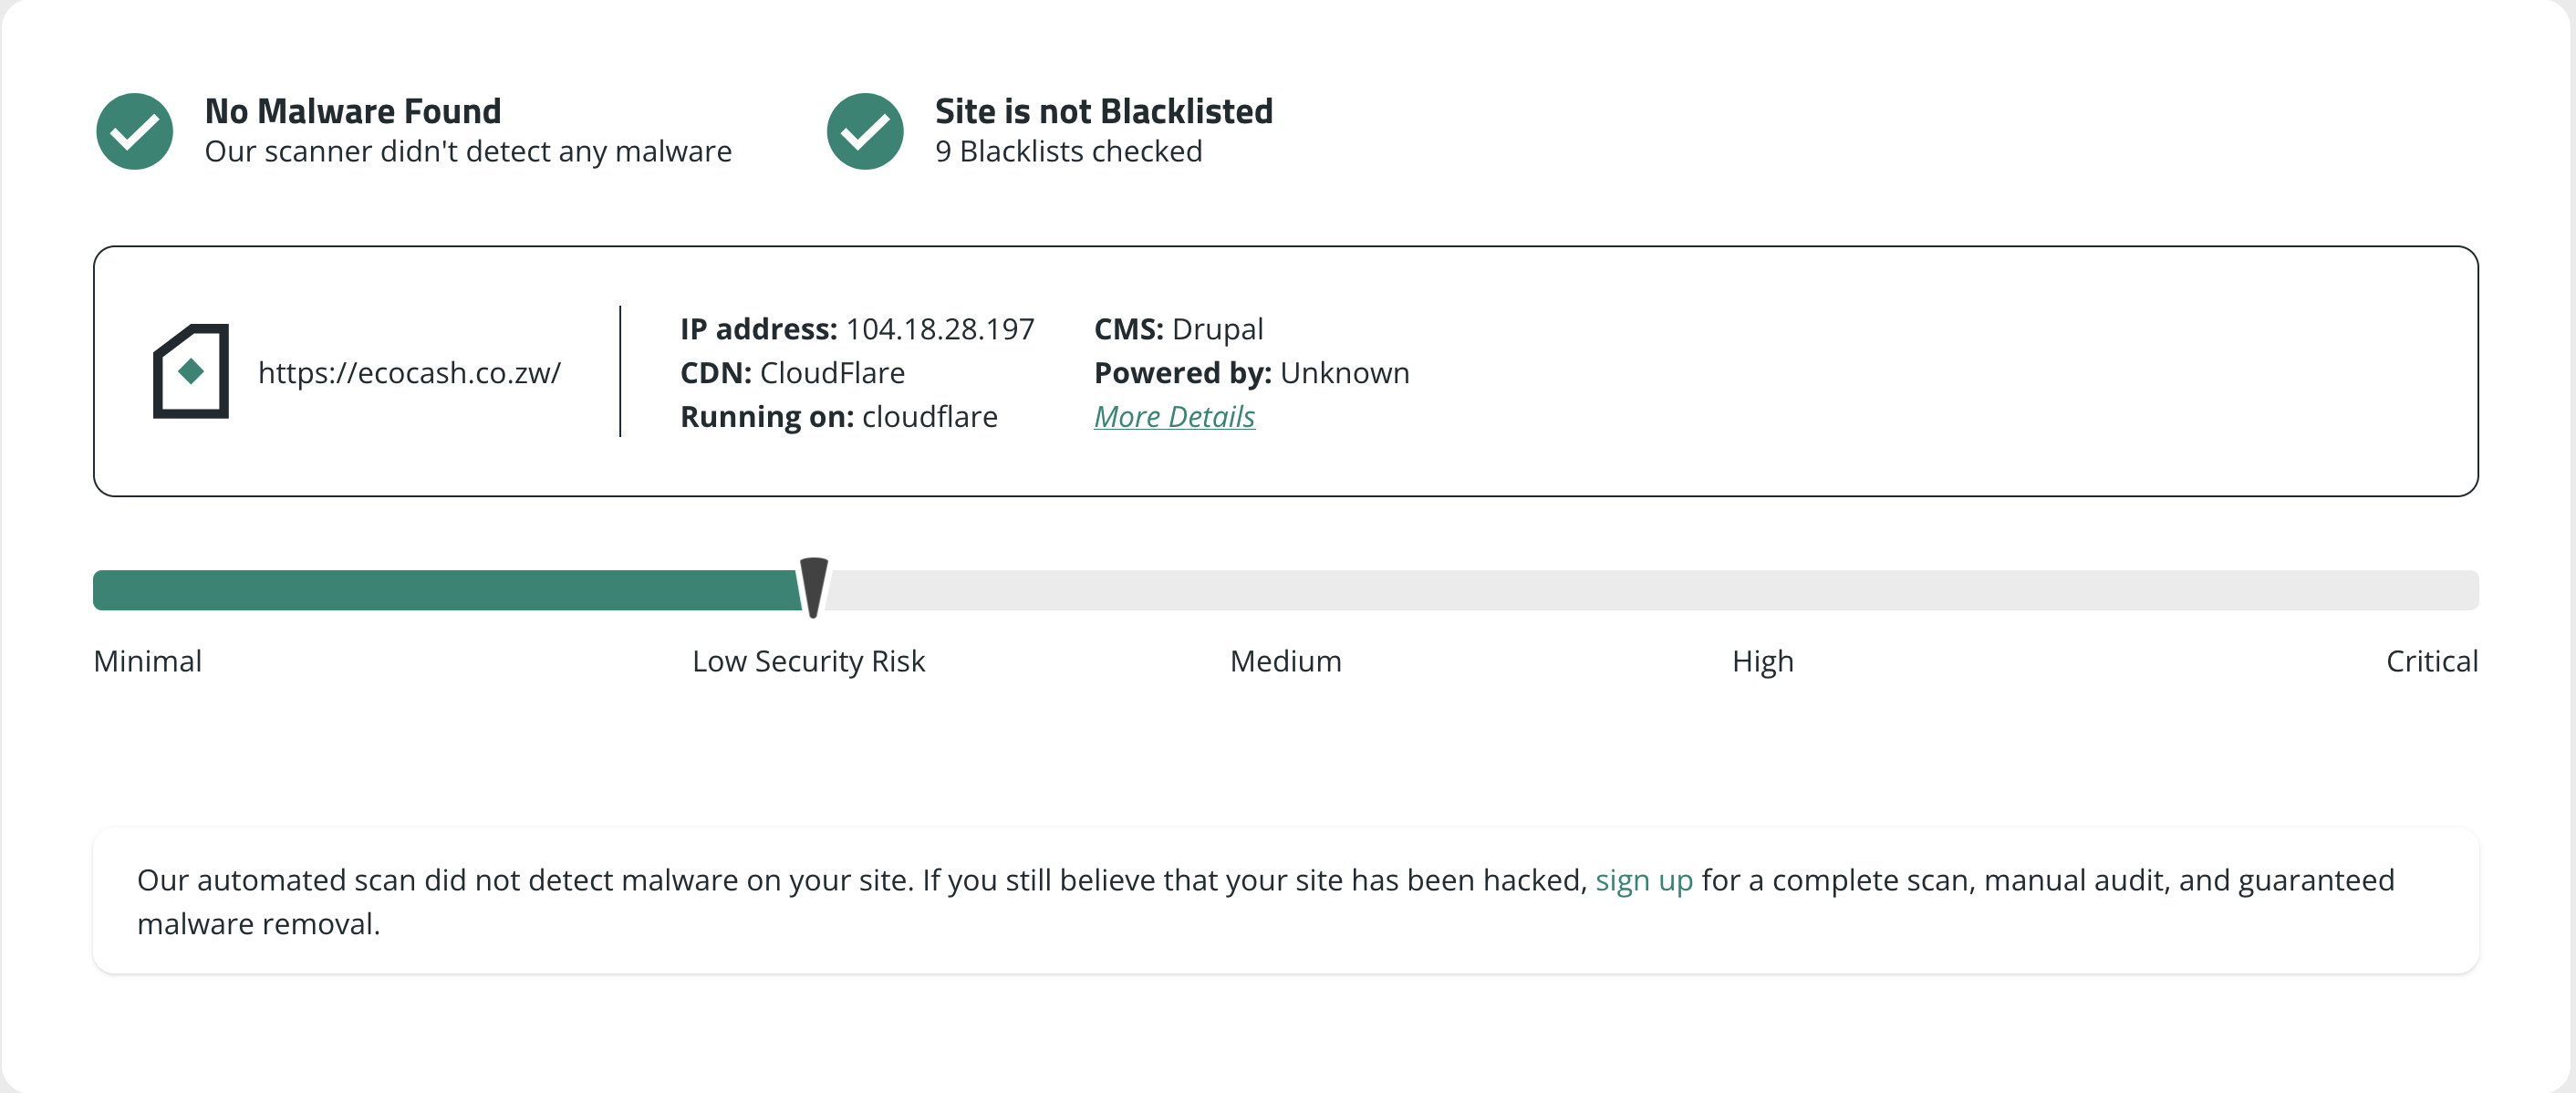 No Malware Found
Our scanner didn't detect any malware
Site is not Blacklisted
9 Blacklists checked
https://ecocash.co.zw/
IP address: 104.18.28.197
CDN: CloudFlare
Running on: cloudflare
CMS: Drupal
Powered by: Unknown
More Details
Minimal
Low Security Risk
Medium
High
Critical
Our automated scan did not detect malware on your site. If you still believe that your site has been hacked, sign up for a complete scan, manual audit, and guaranteed
malware removal.